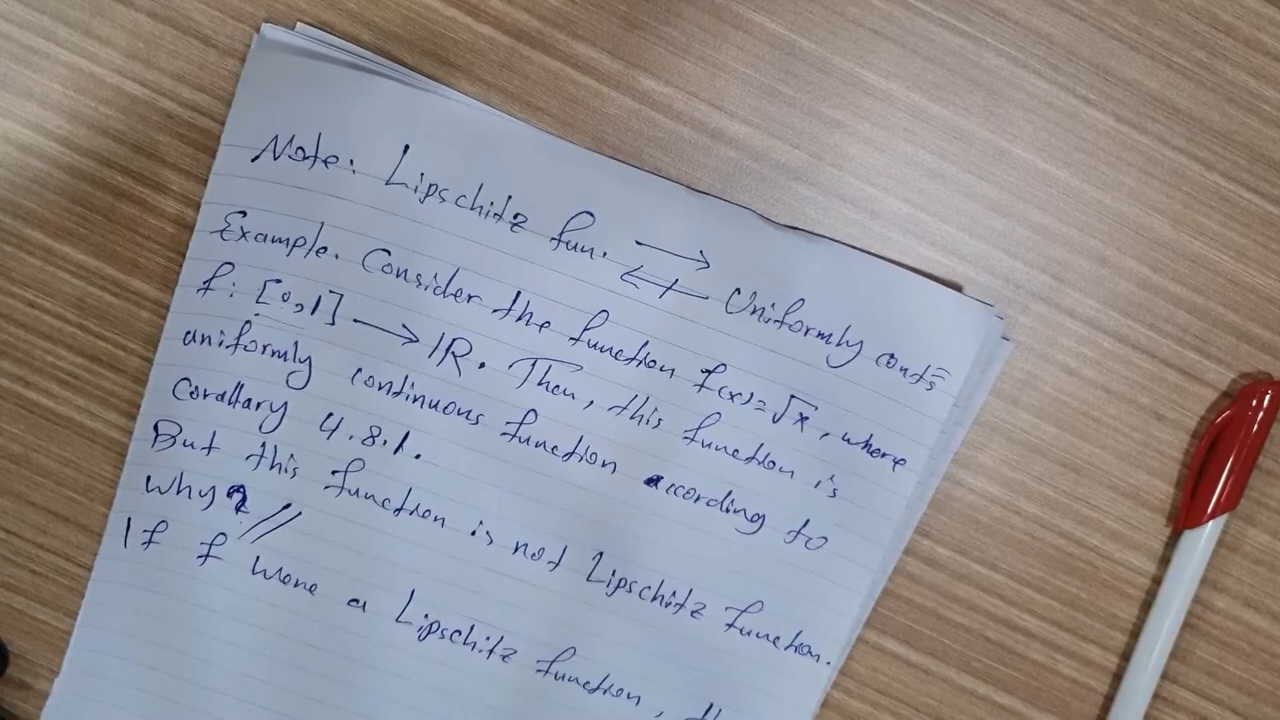 Note: Lipschitz fun. → ↚ Uniformly conts
Example. Consider the function f(x)=√x, where
f: [0,1] → ℝ. Then, this function is
uniformly continuous function according to
Corallary 4.8.1.
But this function is not Lipschitz function.
Why? //
If f were a Lipschitz function,